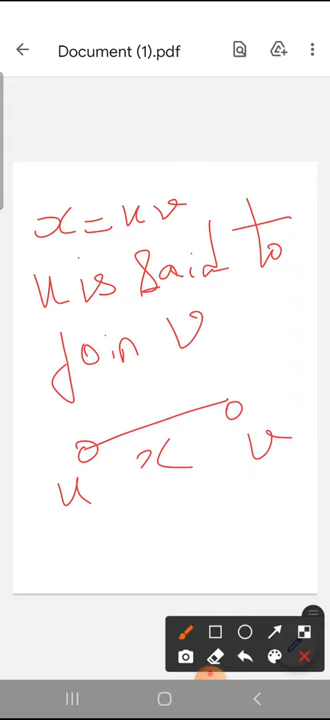 Document (1).pdf
x = uv
u is said to
join v
x
v
u